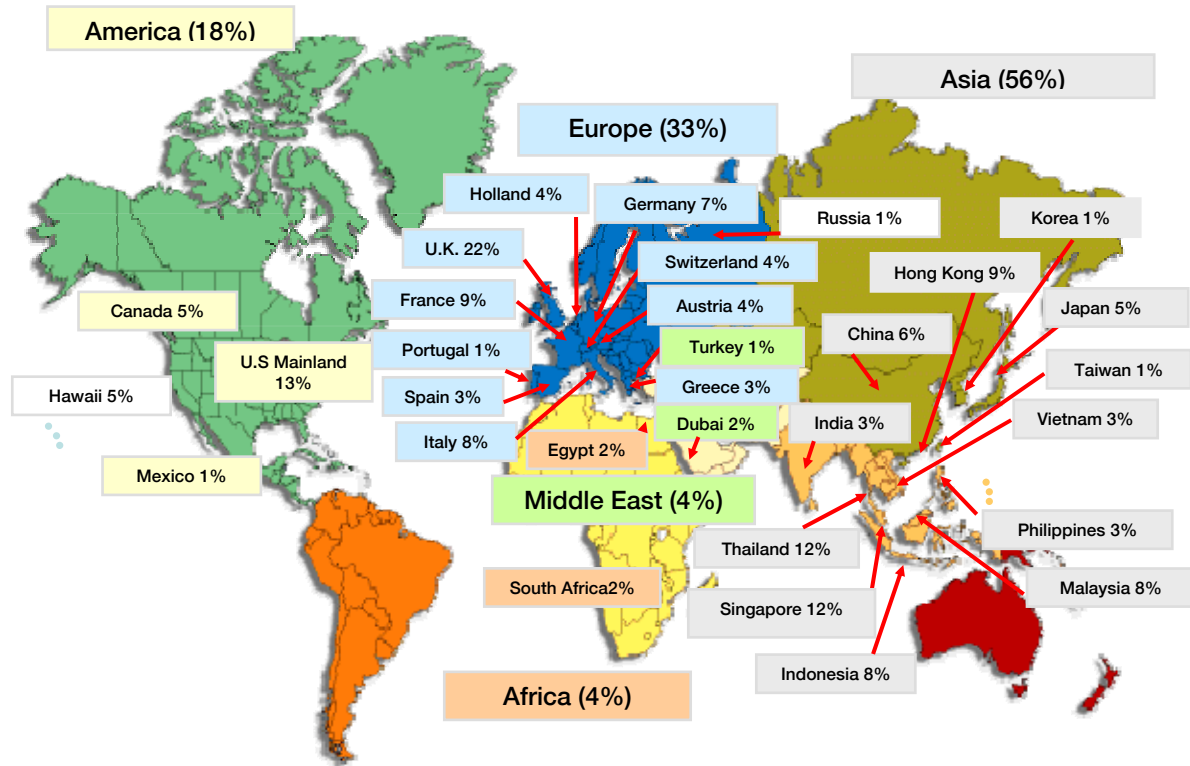 America (18%)
Asia (56%)
Europe (33%)
Holland 4%
Germany 7%
Russia 1%
Korea 1%
U.K. 22%
Switzerland 4%
Hong Kong 9%
France 9%
Austria 4%
Canada 5%
Japan 5%
China 6%
Portugal 1%
Turkey 1%
U.S Mainland
13%
Taiwan 1%
Hawaii 5%
Spain 3%
Greece 3%
Dubai 2%
India 3%
Vietnam 3%
Italy 8%
Egypt 2%
Mexico 1%
Middle East (4%)
Philippines 3%
Thailand 12%
South Africa2%
Malaysia 8%
Singapore 12%
Indonesia 8%
Africa (4%)